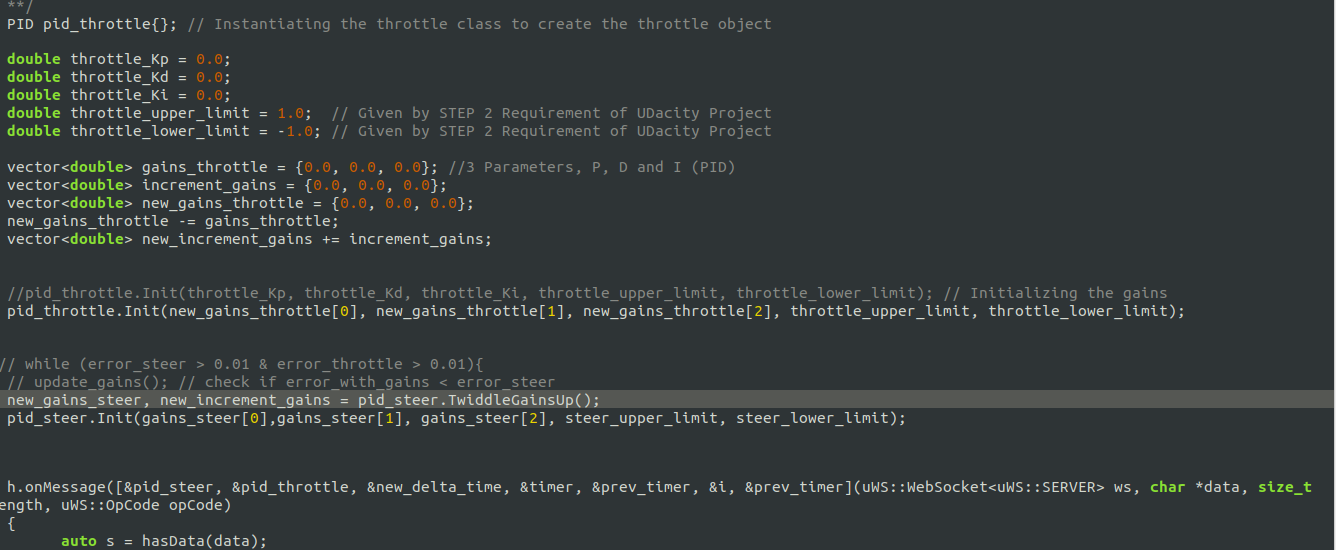 **/
PID pid_throttle{}; // Instantiating the throttle class to create the throttle object
double throttle_Kp = 0.0;
double throttle_Kd = 0.0;
double throttle_Ki = 0.0;
double throttle_upper_limit = 1.0;  // Given by STEP 2 Requirement of UDacity Project
double throttle_lower_limit = -1.0; // Given by STEP 2 Requirement of UDacity Project
vector<double> gains_throttle = {0.0, 0.0, 0.0}; //3 Parameters, P, D and I (PID)
vector<double> increment_gains = {0.0, 0.0, 0.0};
vector<double> new_gains_throttle = {0.0, 0.0, 0.0};
new_gains_throttle -= gains_throttle;
vector<double> new_increment_gains += increment_gains;
//pid_throttle.Init(throttle_Kp, throttle_Kd, throttle_Ki, throttle_upper_limit, throttle_lower_limit); // Initializing the gains
pid_throttle.Init(new_gains_throttle[0], new_gains_throttle[1], new_gains_throttle[2], throttle_upper_limit, throttle_lower_limit);
// while (error_steer > 0.01 & error_throttle > 0.01){
// update_gains(); // check if error_with_gains < error_steer
new_gains_steer, new_increment_gains = pid_steer.TwiddleGainsUp();
pid_steer.Init(gains_steer[0],gains_steer[1], gains_steer[2], steer_upper_limit, steer_lower_limit);
h.onMessage([&pid_steer, &pid_throttle, &new_delta_time, &timer, &prev_timer, &i, &prev_timer](uWS::WebSocket<uWS::SERVER> ws, char *data, size_t
ength, uWS::OpCode opCode)
{
auto s = hasData(data);